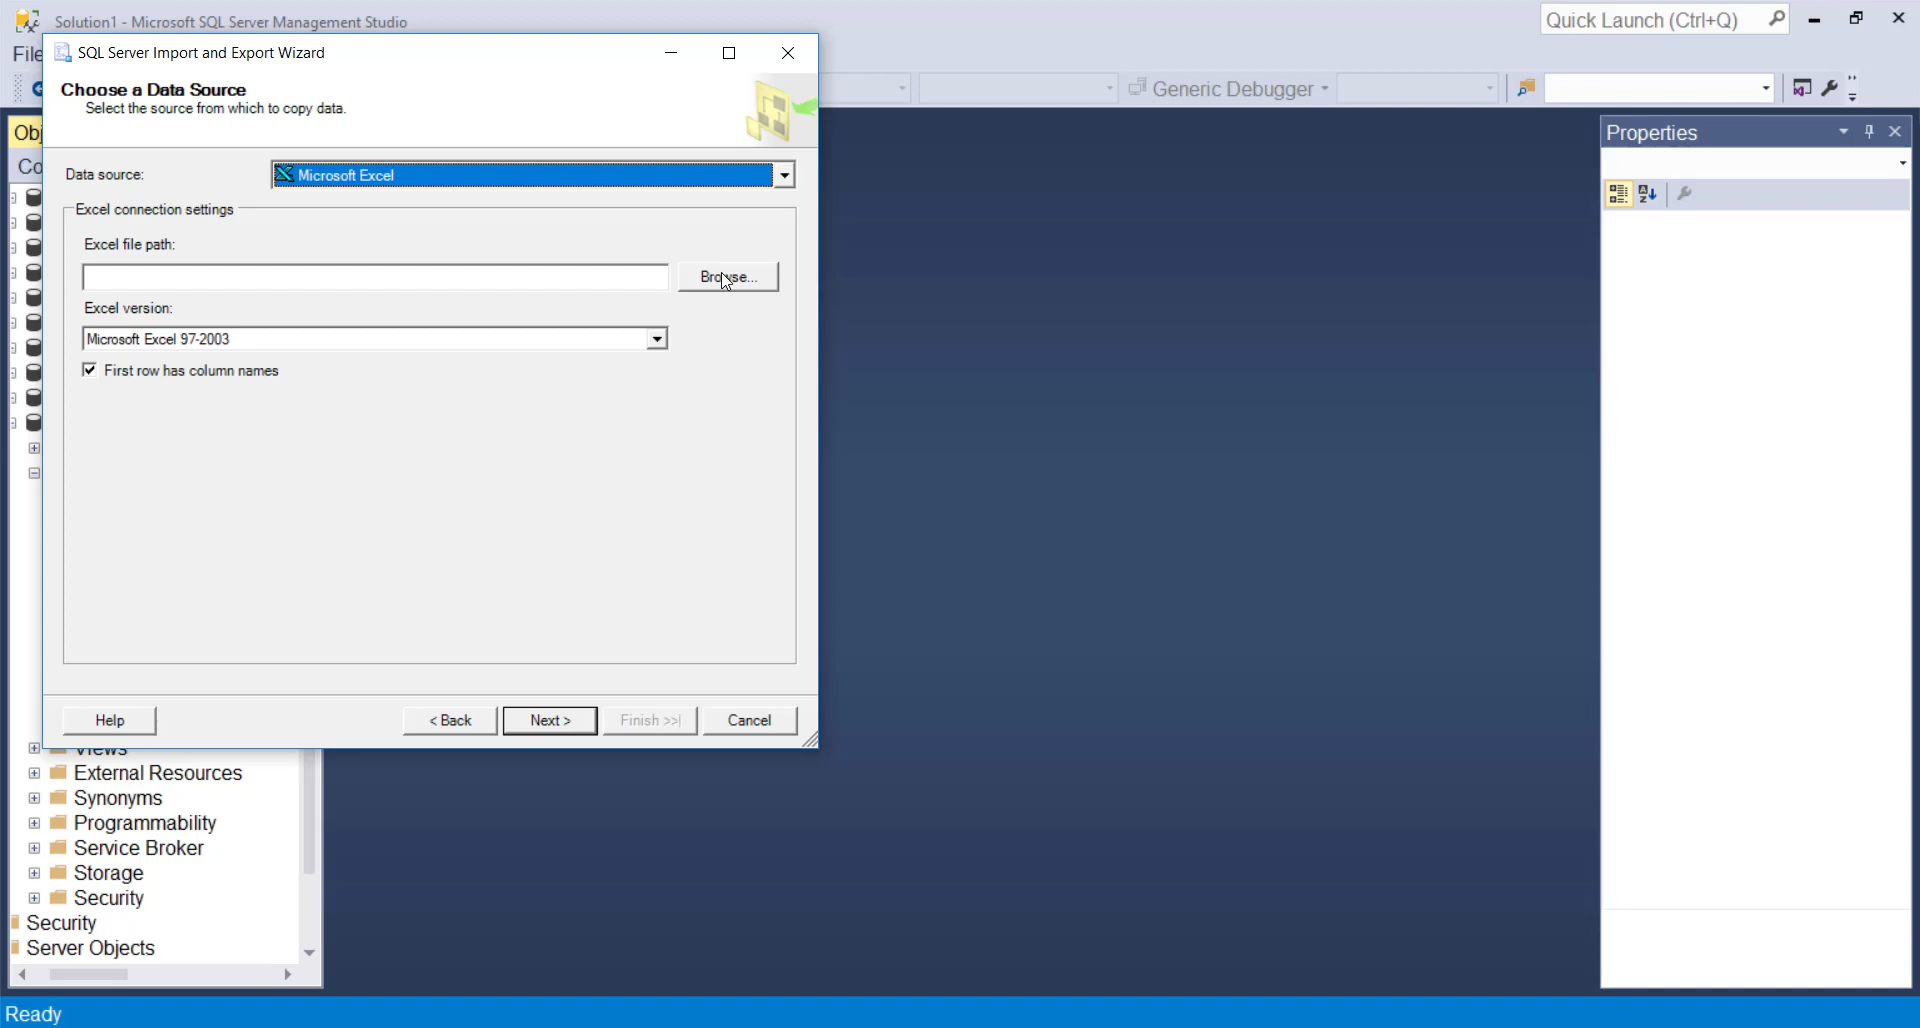 Solution1 - Microsoft SQL Server Management Studio
Quick Launch (Ctrl+Q)
File
SQL Server Import and Export Wizard
Choose a Data Source
Select the source from which to copy data.
Generic Debugger
Obj
Co
Properties
Data source:
Microsoft Excel
Excel connection settings
Excel file path:
Browse...
Excel version:
Microsoft Excel 97-2003
First row has column names
Help
< Back
Next >
Finish >>|
Cancel
Views
External Resources
Synonyms
Programmability
Service Broker
Storage
Security
Security
Server Objects
Ready